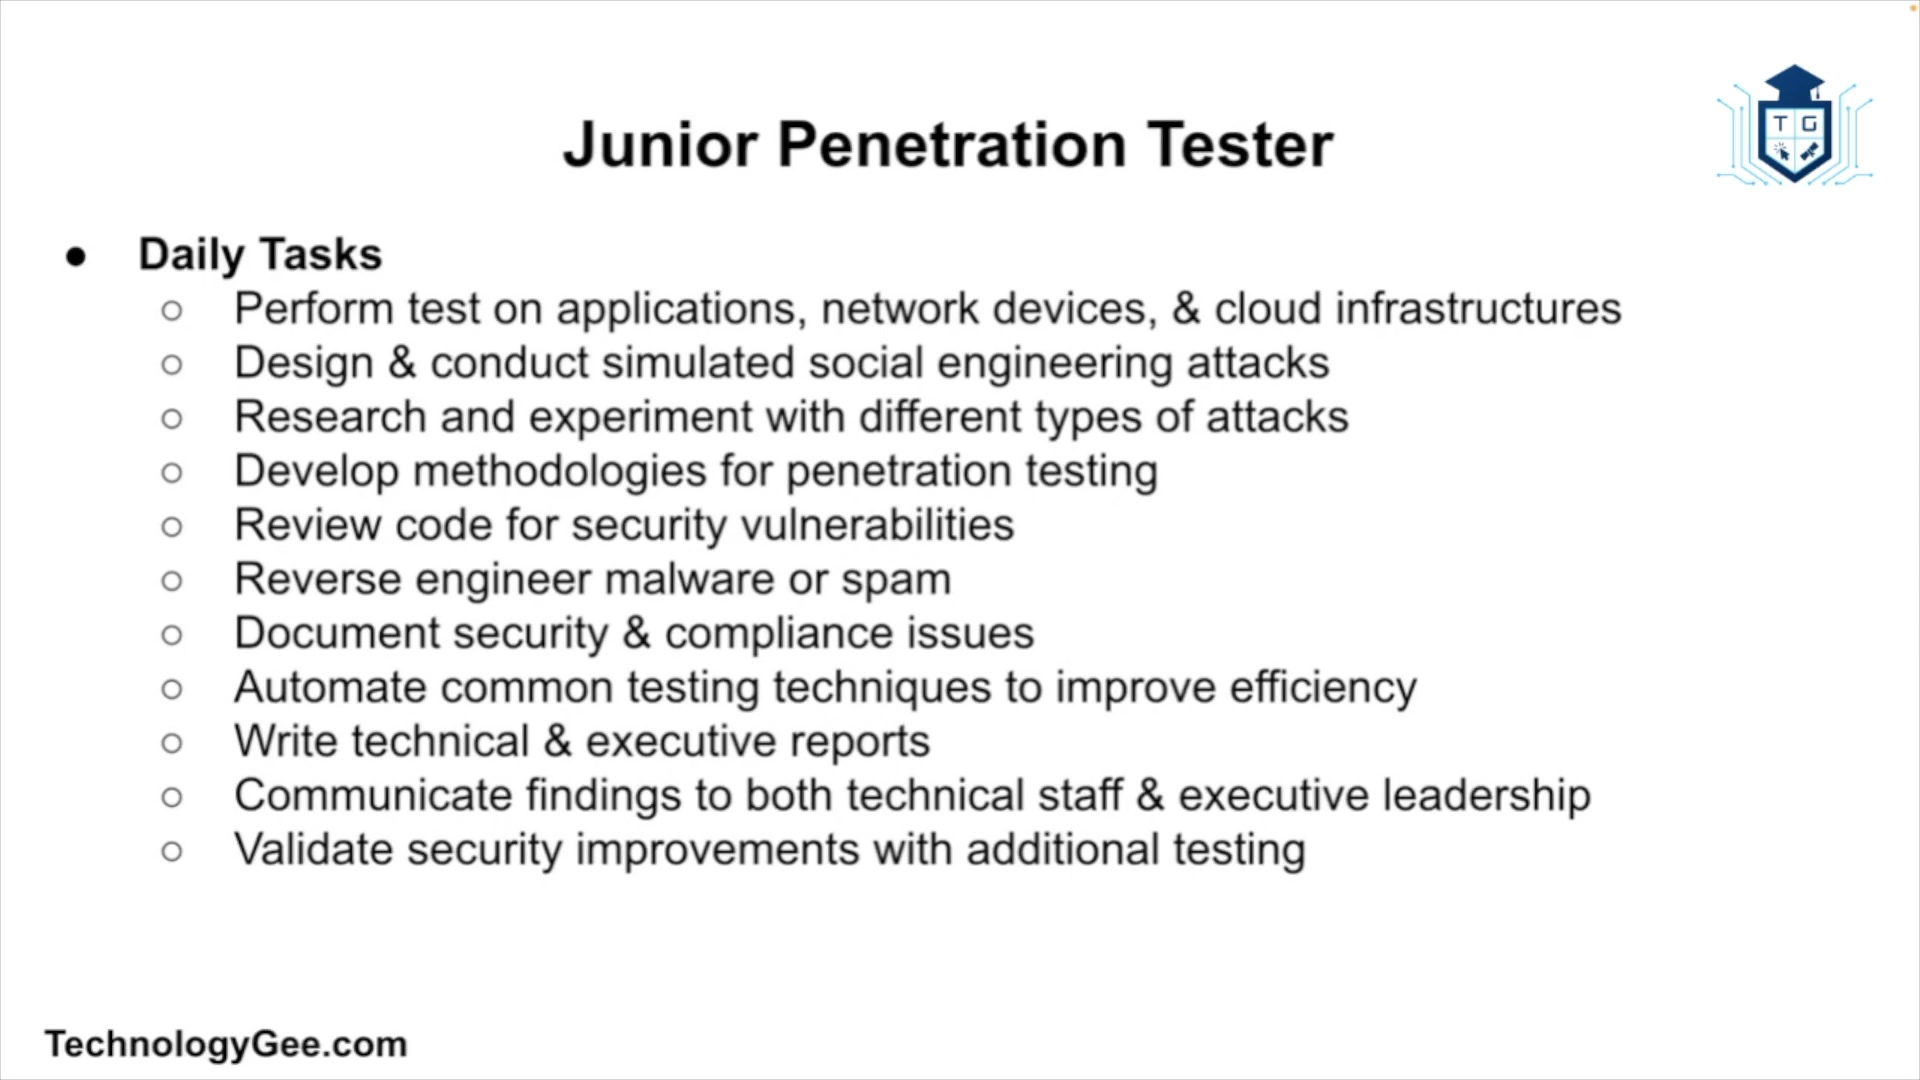 Junior Penetration Tester
T G
● Daily Tasks
○ Perform test on applications, network devices, & cloud infrastructures
○ Design & conduct simulated social engineering attacks
○ Research and experiment with different types of attacks
○ Develop methodologies for penetration testing
○ Review code for security vulnerabilities
○ Reverse engineer malware or spam
○ Document security & compliance issues
○ Automate common testing techniques to improve efficiency
○ Write technical & executive reports
○ Communicate findings to both technical staff & executive leadership
○ Validate security improvements with additional testing
TechnologyGee.com